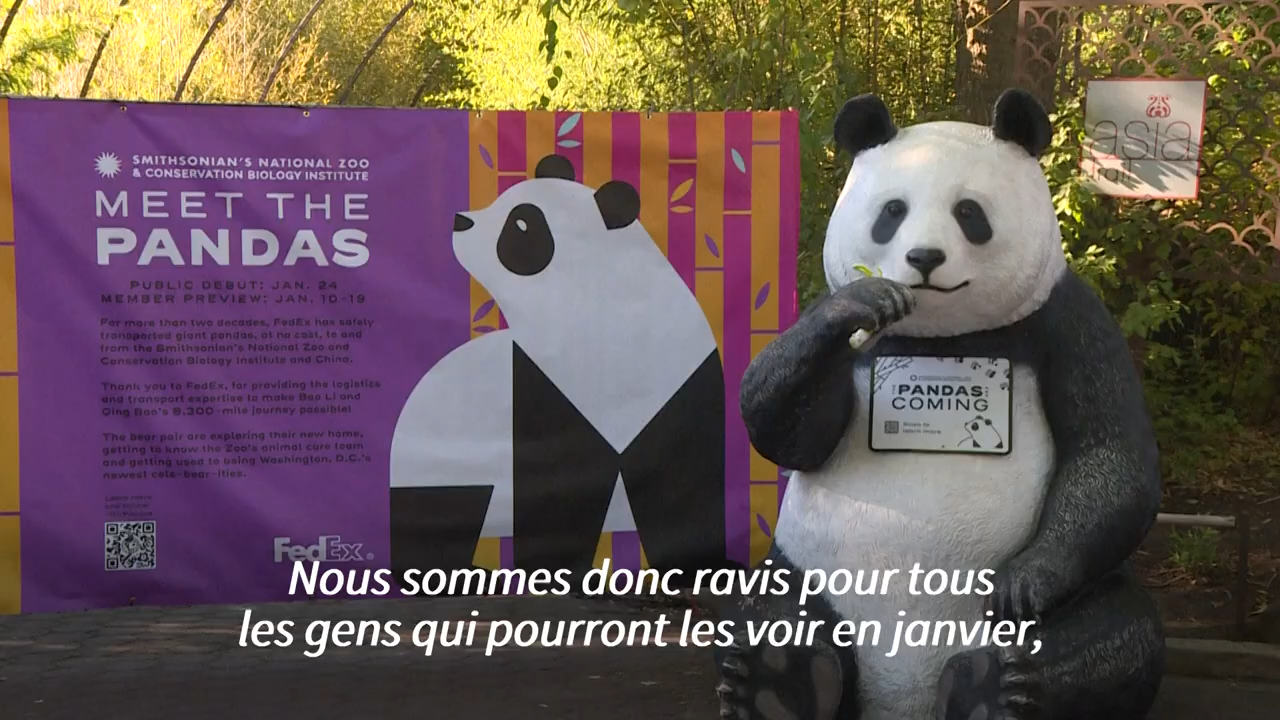 SMITHSONIAN'S NATIONAL ZOO
& CONSERVATION BIOLOGY INSTITUTE
MEET THE
PANDAS
PUBLIC DEBUT: JAN. 24
MEMBER PREVIEW: JAN. 10-19
For more than two decades, FedEx has safely
transported giant pandas, at no cost, to and
from the Smithsonian's National Zoo and
Conservation Biology Institute and China.
Thank you to FedEx, for providing the logistics
and transport expertise to make Bao Li and
Qing Bao's 8,300-mile journey possible!
The bear pair are exploring their new home,
getting to know the Zoo's animal care team
and getting used to being Washington, D.C.'s
newest cele-bear-ities.
FedEx
asia
trail
THE PANDAS ARE
COMING
Nous sommes donc ravis pour tous
les gens qui pourront les voir en janvier,